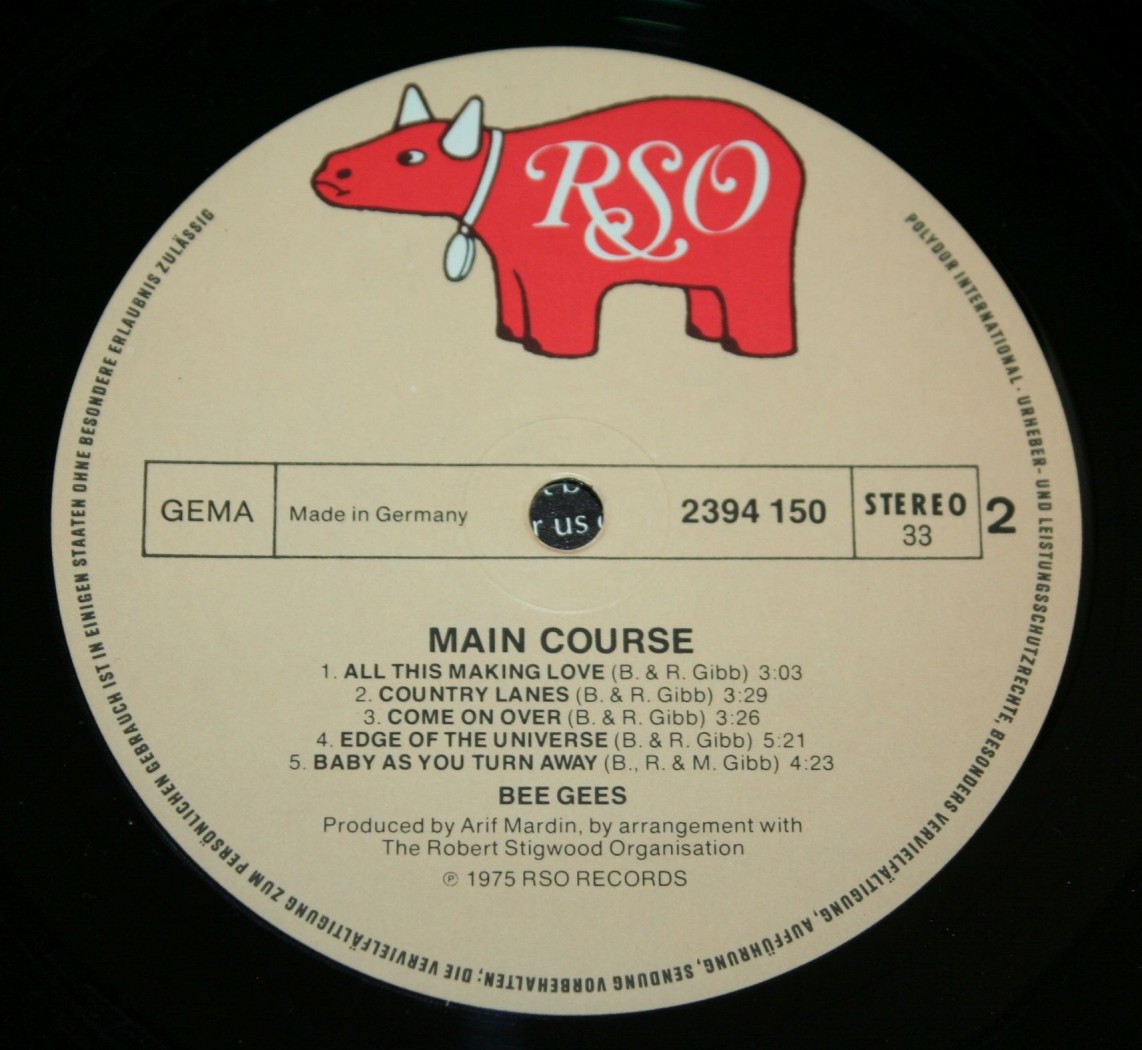 RSO
GEMA
Made in Germany
r us
2394 150
STEREO
33
2
MAIN COURSE
1. ALL THIS MAKING LOVE (B. & R. Gibb) 3:03
2. COUNTRY LANES (B. & R. Gibb) 3:29
3. COME ON OVER (B. & R. Gibb) 3:26
4. EDGE OF THE UNIVERSE (B. & R. Gibb) 5:21
5. BABY AS YOU TURN AWAY (B., R. & M. Gibb) 4:23
BEE GEES
Produced by Arif Mardin, by arrangement with
The Robert Stigwood Organisation
℗ 1975 RSO RECORDS
POLYDOR INTERNATIONAL · URHEBER- UND LEISTUNGSSCHUTZRECHTE, BESONDERS VERVIELFÄLTIGUNG, AUFFÜHRUNG, SENDUNG VORBEHALTEN; DIE VERVIELFÄLTIGUNG ZUM PERSÖNLICHEN GEBRAUCH IST IN EINIGEN STAATEN OHNE BESONDERE ERLAUBNIS ZULÄSSIG